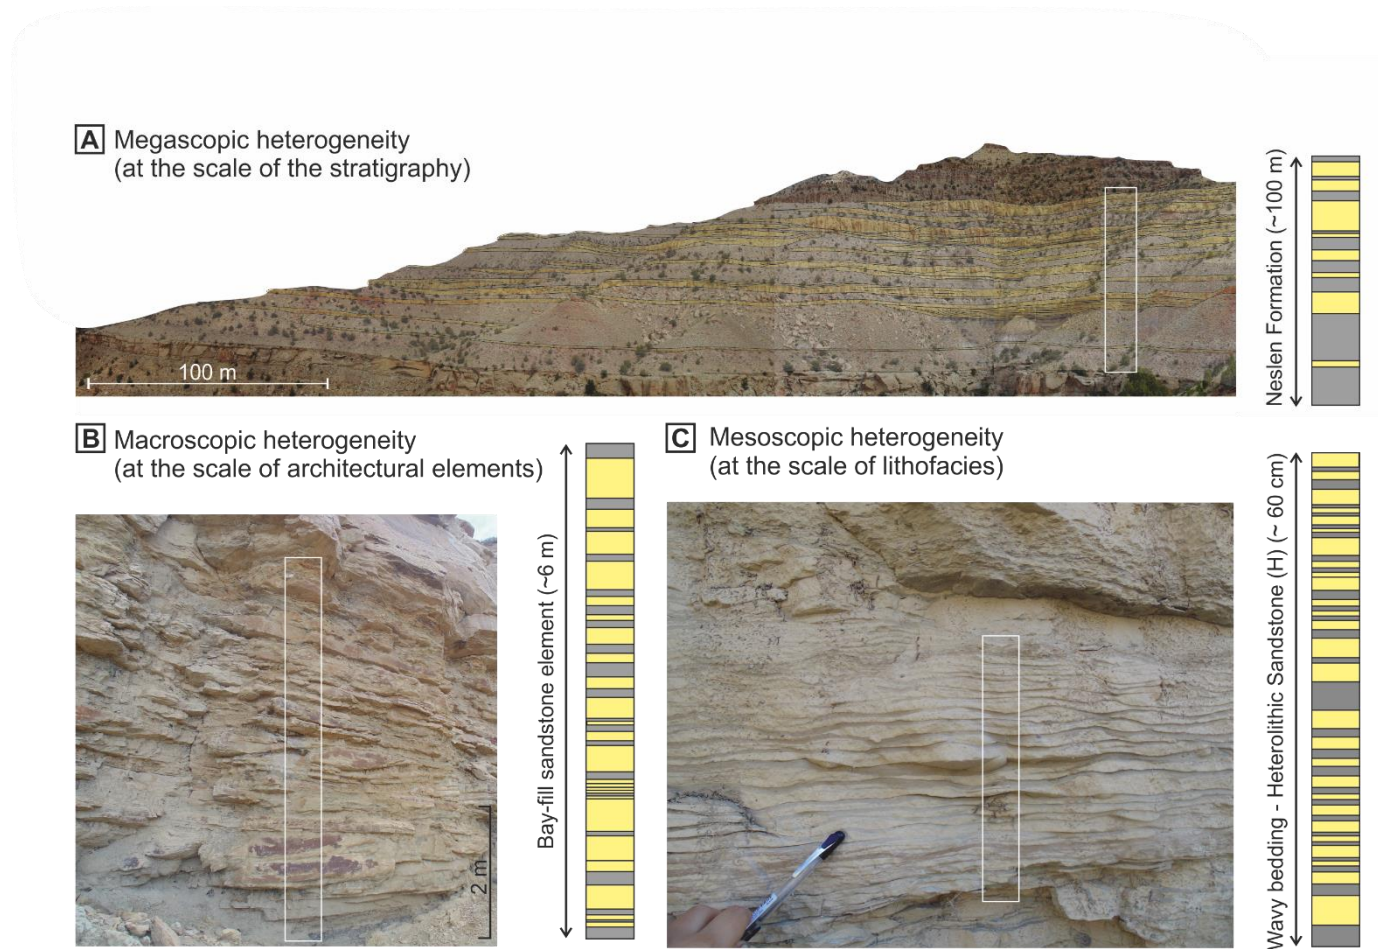 A Megascopic heterogeneity
(at the scale of the stratigraphy)
100 m
Neslen Formation (~100 m)
B Macroscopic heterogeneity
(at the scale of architectural elements)
Bay-fill sandstone element (~6 m)
2 m
C Mesoscopic heterogeneity
(at the scale of lithofacies)
Wavy bedding - Heterolithic Sandstone (H) (~ 60 cm)